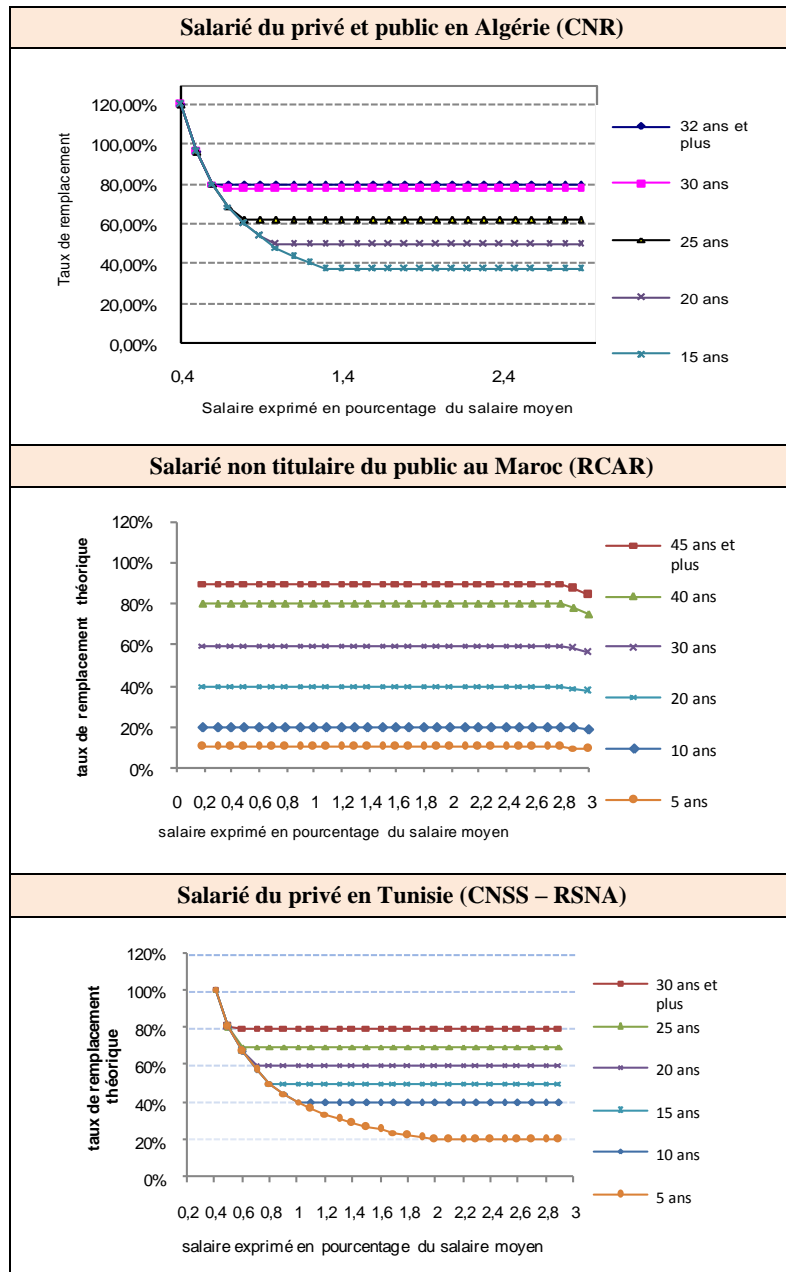 Salarié du privé et public en Algérie (CNR)
Taux de remplacement
120,00%
100,00%
80,00%
60,00%
40,00%
20,00%
0,00%
0,4 1,4 2,4
Salaire exprimé en pourcentage du salaire moyen
32 ans et
plus
30 ans
25 ans
20 ans
15 ans
Salarié non titulaire du public au Maroc (RCAR)
taux de remplacement théorique
120%
100%
80%
60%
40%
20%
0%
0 0,2 0,4 0,6 0,8 1 1,2 1,4 1,6 1,8 2 2,2 2,4 2,6 2,8 3
salaire exprimé en pourcentage du salaire moyen
45 ans et
plus
40 ans
30 ans
20 ans
10 ans
5 ans
Salarié du privé en Tunisie (CNSS – RSNA)
taux de remplacement
théorique
120%
100%
80%
60%
40%
20%
0%
0,2 0,4 0,6 0,8 1 1,2 1,4 1,6 1,8 2 2,2 2,4 2,6 2,8 3
salaire exprimé en pourcentage du salaire moyen
30 ans et
plus
25 ans
20 ans
15 ans
10 ans
5 ans